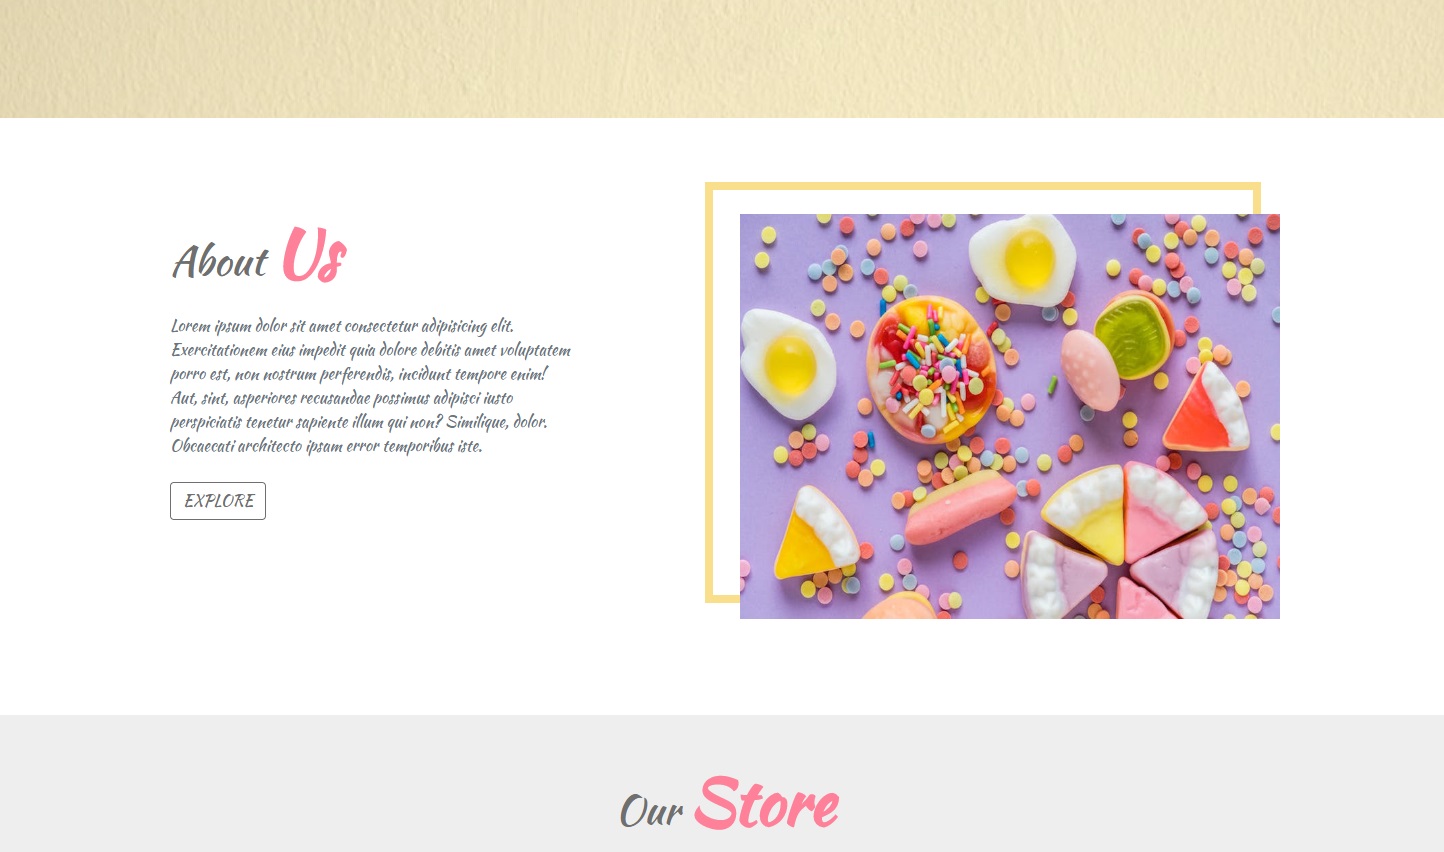 About Us
Lorem ipsum dolor sit amet consectetur adipisicing elit.
Exercitationem eius impedit quia dolore debitis amet voluptatem
porro est, non nostrum perferendis, incidunt tempore enim!
Aut, sint, asperiores recusandae possimus adipisci iusto
perspiciatis tenetur sapiente illum qui non? Similique, dolor.
Obcaecati architecto ipsam error temporibus iste.
EXPLORE
Our Store